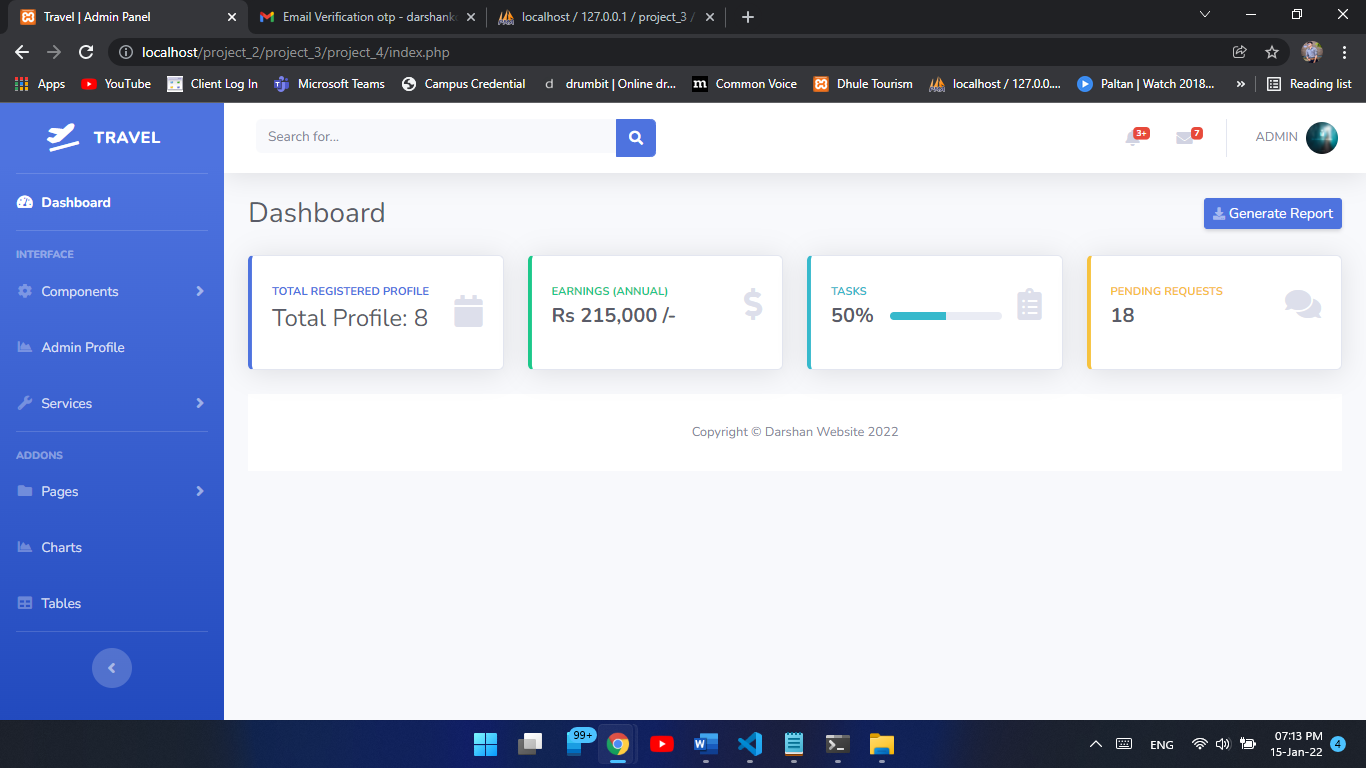 Travel | Admin Panel
Email Verification otp - darshank
localhost / 127.0.0.1 / project_3 /
localhost/project_2/project_3/project_4/index.php
Apps
YouTube
Client Log In
Microsoft Teams
Campus Credential
d drumbit | Online dr...
m Common Voice
Dhule Tourism
localhost / 127.0.0....
Paltan | Watch 2018...
»
Reading list
TRAVEL
Search for...
3+
7
ADMIN
Dashboard
Dashboard
Generate Report
INTERFACE
Components
Admin Profile
Services
ADDONS
Pages
Charts
Tables
TOTAL REGISTERED PROFILE
Total Profile: 8
EARNINGS (ANNUAL)
Rs 215,000 /-
$
TASKS
50%
PENDING REQUESTS
18
Copyright © Darshan Website 2022
99+
W
ENG
07:13 PM
15-Jan-22
4